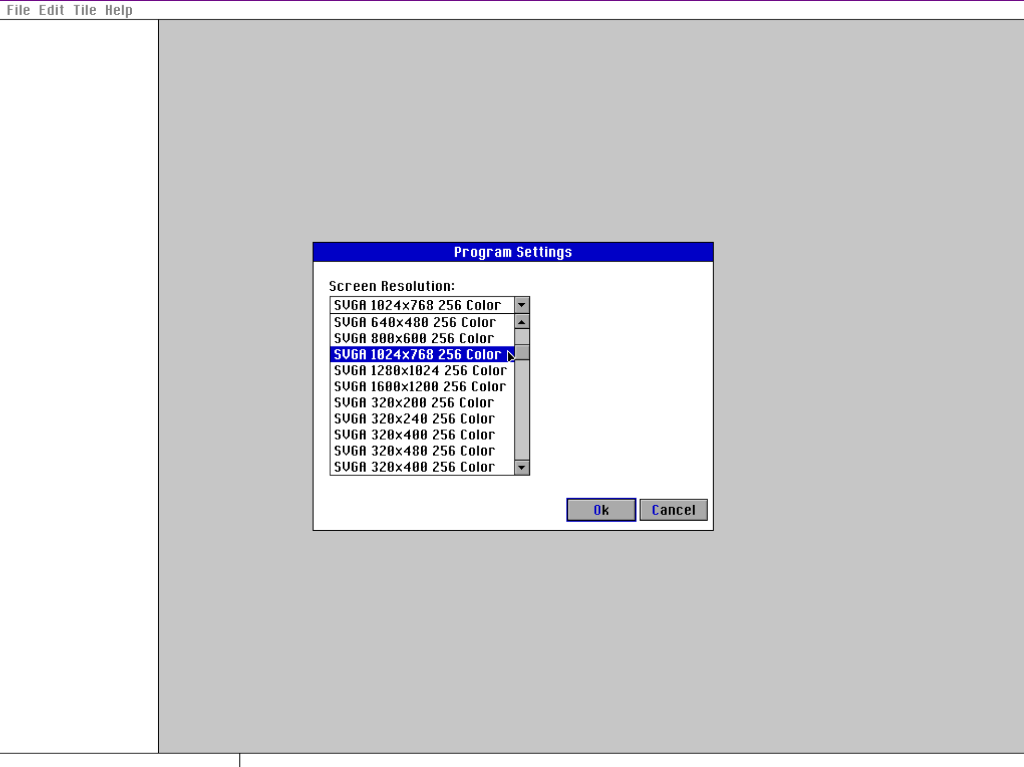 File Edit Tile Help
Program Settings
Screen Resolution:
SVGA 1024x768 256 Color
SVGA 640x480 256 Color
SVGA 800x600 256 Color
SVGA 1024x768 256 Color
SVGA 1280x1024 256 Color
SVGA 1600x1200 256 Color
SVGA 320x200 256 Color
SVGA 320x240 256 Color
SVGA 320x400 256 Color
SVGA 320x480 256 Color
SVGA 320x400 256 Color
Ok Cancel